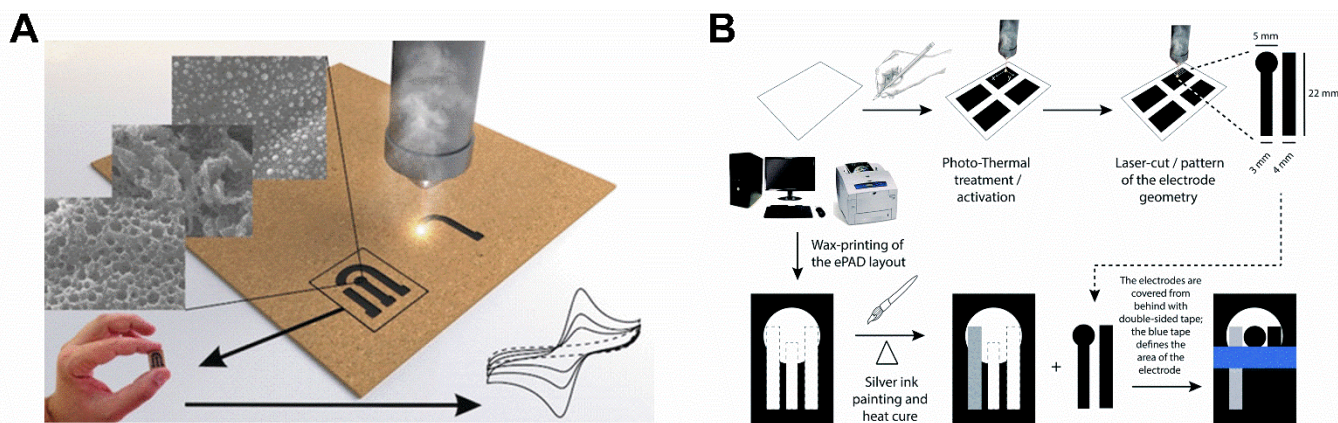 A
B
5 mm
22 mm
3 mm
4 mm
Photo-Thermal
treatment /
activation
Laser-cut / pattern
of the electrode
geometry
Wax-printing of
the ePAD layout
Silver ink
painting and
heat cure
+
The electrodes are
covered from
behind with
double-sided tape;
the blue tape
defines the
area of the
electrode